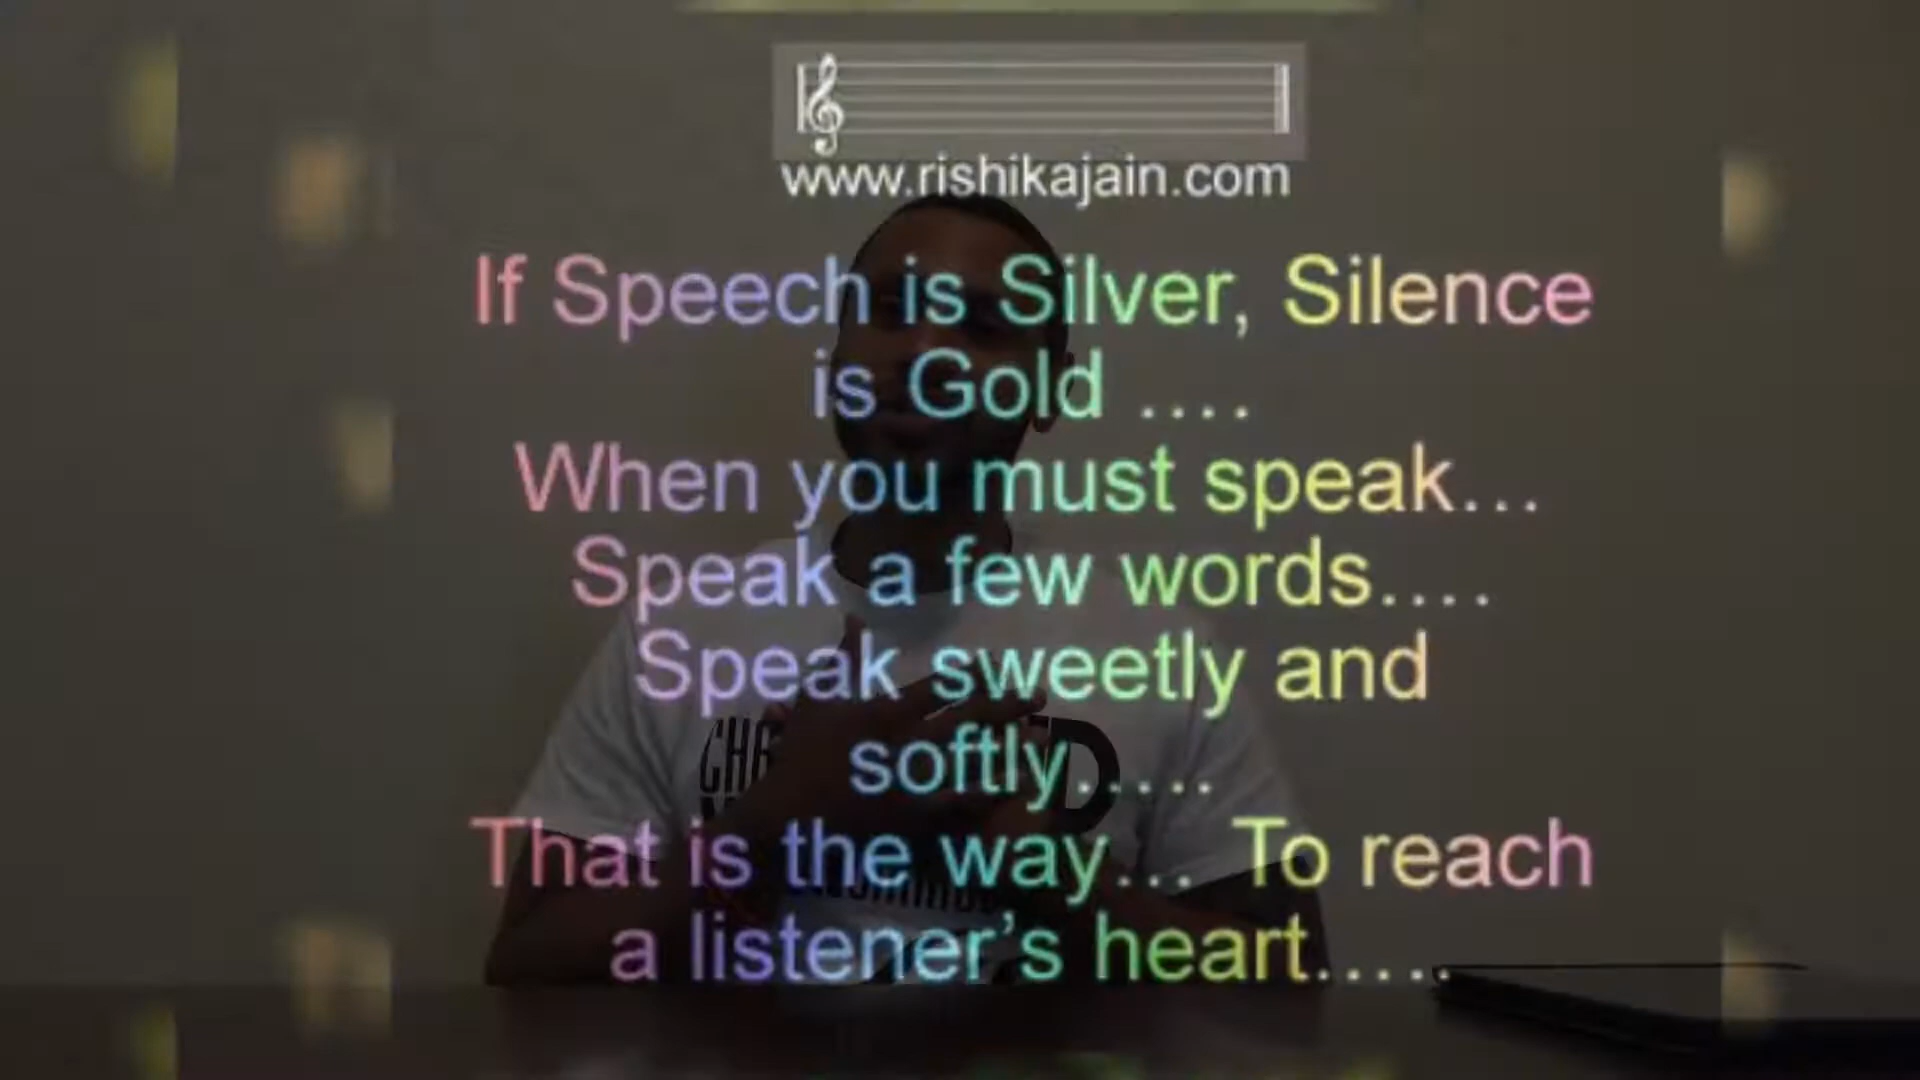 www.rishikajain.com
If Speech is Silver, Silence
is Gold ....
When you must speak...
Speak a few words....
Speak sweetly and
softly.....
That is the way... To reach
a listener’s heart.....